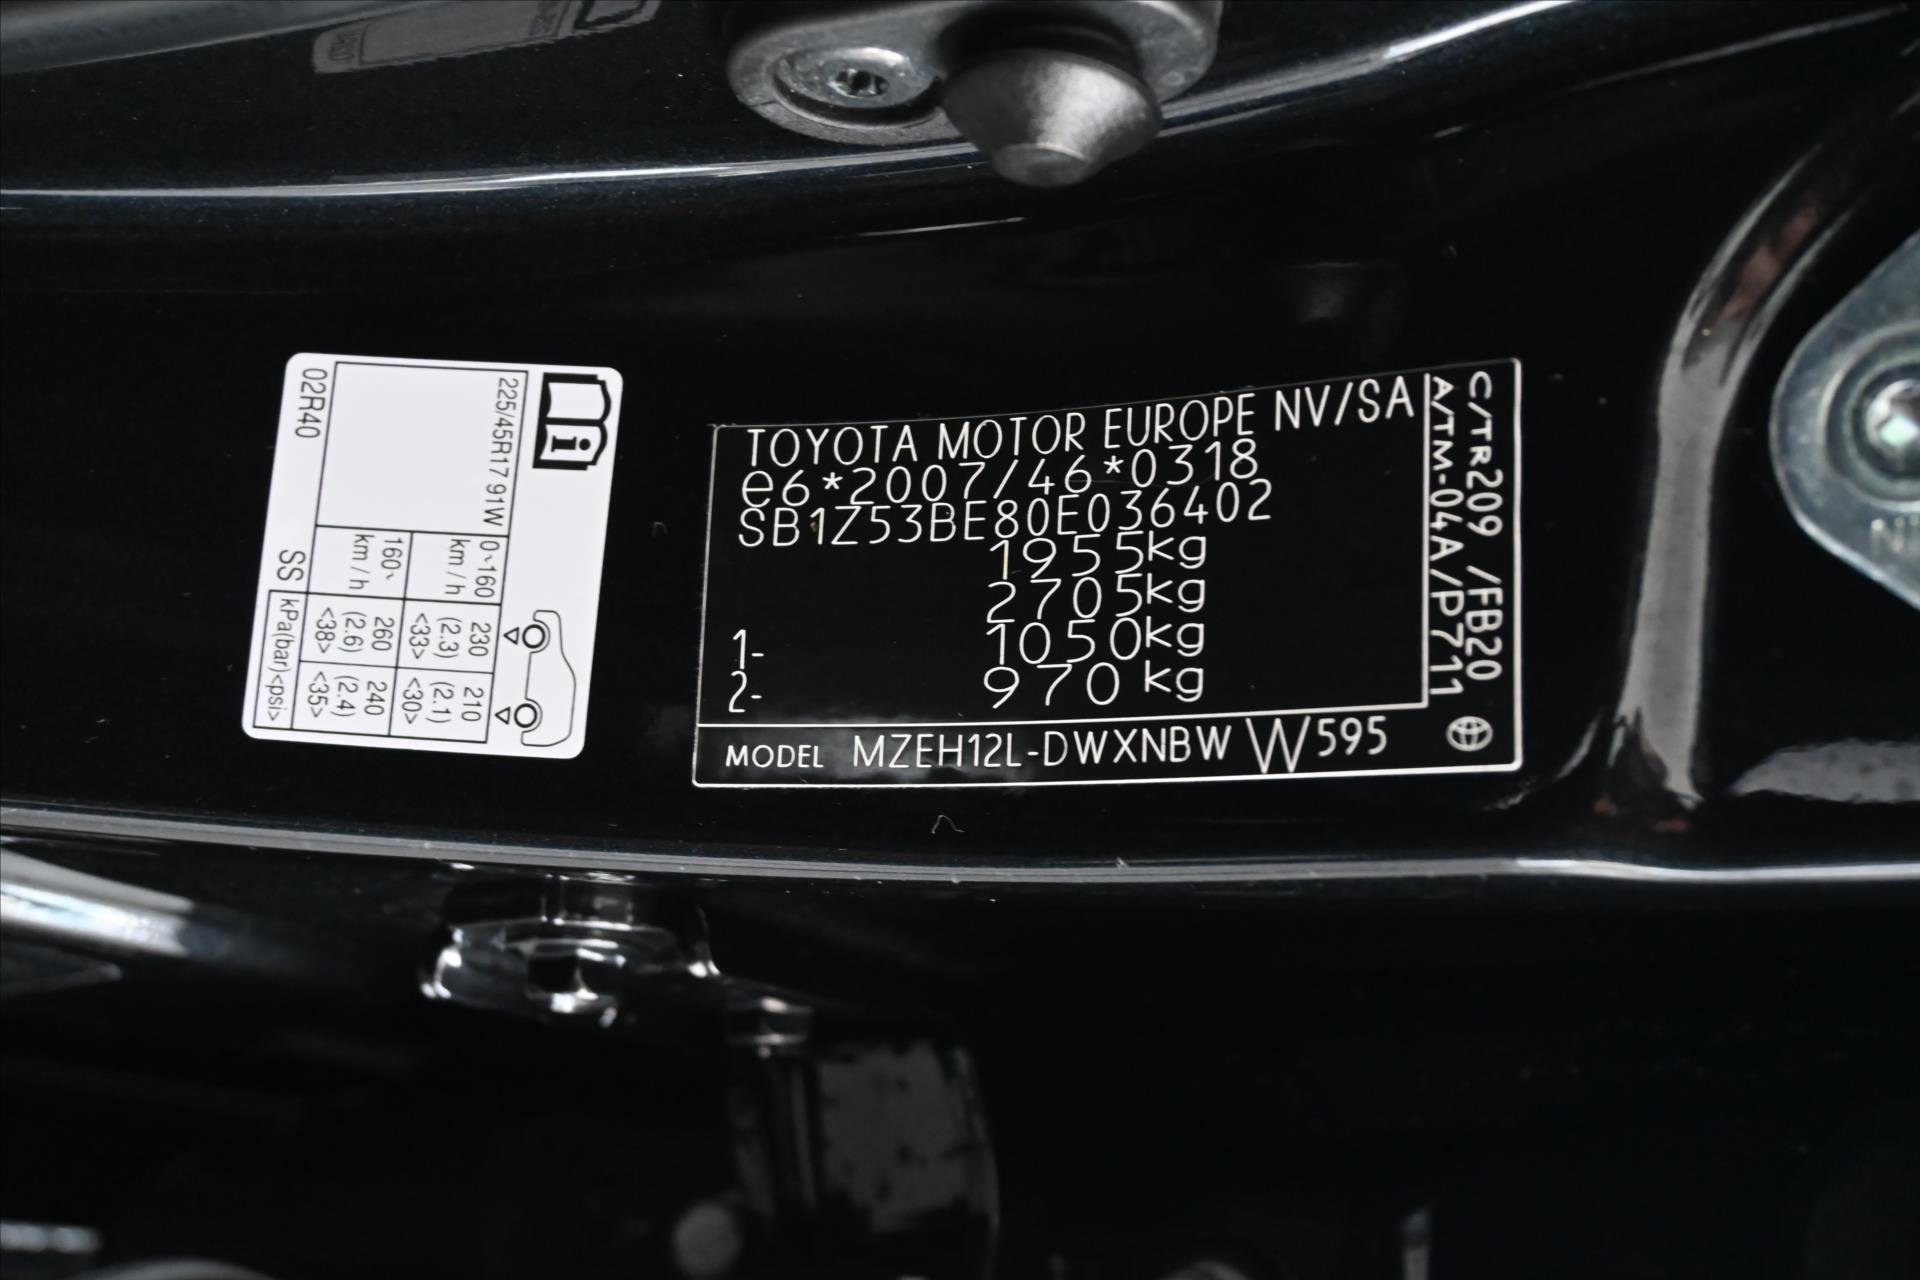 225/45R17 91W
0~160 km/h
230 (2.3) <33>
210 (2.1) <30>
160~ km/h
260 (2.6) <38>
240 (2.4) <35>
02R40
SS
kPa(bar)<psi>
TOYOTA MOTOR EUROPE NV/SA
e6*2007/46*0318
SB1Z53BE80E036402
1955kg
2705kg
1- 1050kg
2- 970kg
C/TR209 /FB20
A/TM-04A/P711
MODEL MZEH12L-DWXNBW W595